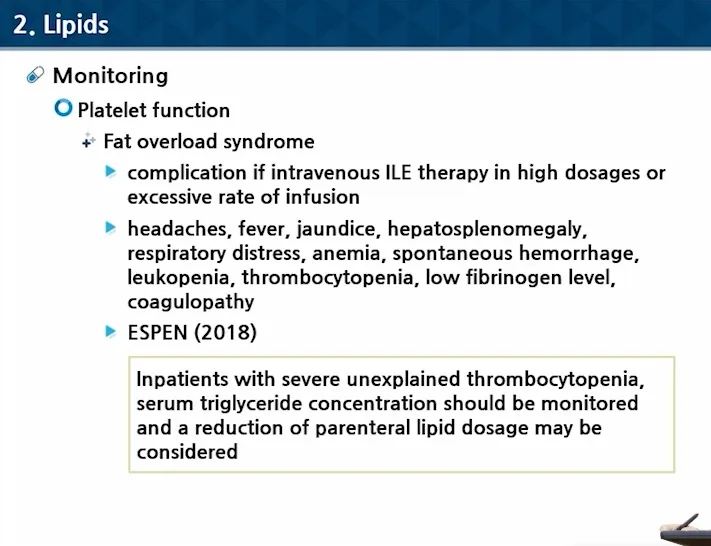 2. Lipids
Monitoring
Platelet function
Fat overload syndrome
complication if intravenous ILE therapy in high dosages or
excessive rate of infusion
headaches, fever, jaundice, hepatosplenomegaly,
respiratory distress, anemia, spontaneous hemorrhage,
leukopenia, thrombocytopenia, low fibrinogen level,
coagulopathy
ESPEN (2018)
Inpatients with severe unexplained thrombocytopenia,
serum triglyceride concentration should be monitored
and a reduction of parenteral lipid dosage may be
considered